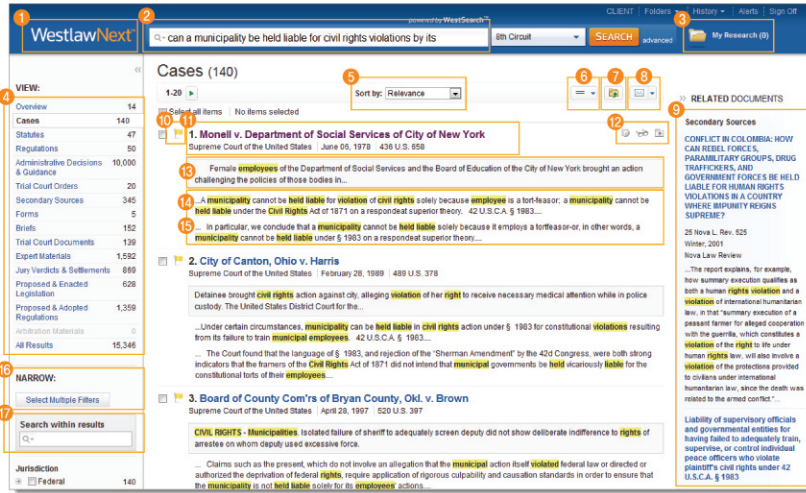 CLIENT Folders History Alerts Sign Off
1 2 powered by WestSearch™ 3
WestlawNext™ can a municipality be held liable for civil rights violations by its 8th Circuit SEARCH advanced My Research (0)
Cases (140)
VIEW:
5 6 7 8
1-20 Sort by: Relevance
4
Overview 14
Cases 140
Statutes 47
Regulations 50
Administrative Decisions & Guidance 10,000
Trial Court Orders 20
Secondary Sources 345
Forms 5
Briefs 152
Trial Court Documents 139
Expert Materials 1,592
Jury Verdicts & Settlements 869
Proposed & Enacted Legislation 628
Proposed & Adopted Regulations 1,359
Arbitration Materials 0
All Results 15,346
16
NARROW:
Select Multiple Filters
17
Search within results
Jurisdiction
Federal 140
Select all items No items selected
10 11 12
1. Monell v. Department of Social Services of City of New York
Supreme Court of the United States June 06, 1978 436 U.S. 658
13
Female employees of the Department of Social Services and the Board of Education of the City of New York brought an action
challenging the policies of those bodies in...
14
...A municipality cannot be held liable for violation of civil rights solely because employee is a tort-feasor; a municipality cannot be
held liable under the Civil Rights Act of 1871 on a respondeat superior theory. 42 U.S.C.A. § 1983....
15
... In particular, we conclude that a municipality cannot be held liable solely because it employs a tortfeasor-or, in other words, a
municipality cannot be held liable under § 1983 on a respondeat superior theory....
2. City of Canton, Ohio v. Harris
Supreme Court of the United States February 28, 1989 489 U.S. 378
Detainee brought civil rights action against city, alleging violation of her right to receive necessary medical attention while in police
custody. The United States District Court for the...
...Under certain circumstances, municipality can be held liable in civil rights action under § 1983 for constitutional violations resulting
from its failure to train municipal employees. 42 U.S.C.A. § 1983....
... The Court found that the language of § 1983, and rejection of the "Sherman Amendment" by the 42d Congress, were both strong
indicators that the framers of the Civil Rights Act of 1871 did not intend that municipal governments be held vicariously liable for the
constitutional torts of their employees....
3. Board of County Com'rs of Bryan County, Okl. v. Brown
Supreme Court of the United States April 28, 1997 520 U.S. 397
CIVIL RIGHTS - Municipalities. Isolated failure of sheriff to adequately screen deputy did not show deliberate indifference to rights of
arrestee on whom deputy used excessive force.
... Claims such as the present, which do not involve an allegation that the municipal action itself violated federal law or directed or
authorized the deprivation of federal rights, require application of rigorous culpability and causation standards in order to ensure that
the municipality is not held liable solely for its employees' actions....
RELATED DOCUMENTS
9
Secondary Sources
CONFLICT IN COLOMBIA: HOW
CAN REBEL FORCES,
PARAMILITARY GROUPS, DRUG
TRAFFICKERS, AND
GOVERNMENT FORCES BE HELD
LIABLE FOR HUMAN RIGHTS
VIOLATIONS IN A COUNTRY
WHERE IMPUNITY REIGNS
SUPREME?
25 Nova L. Rev. 525
Winter, 2001
Nova Law Review
...The report explains, for example,
how summary execution qualifies as
both a human rights violation and a
violation of international humanitarian
law, in that "summary execution of a
peasant farmer for alleged cooperation
with the guerrilla, which constitutes a
violation of the right to life under
human rights law, will also involve a
violation of the protections provided
to civilians under international
humanitarian law, since the death was
related to the armed conflict."...
Liability of supervisory officials
and governmental entities for
having failed to adequately train,
supervise, or control individual
peace officers who violate
plaintiff's civil rights under 42
U.S.C.A. § 1983